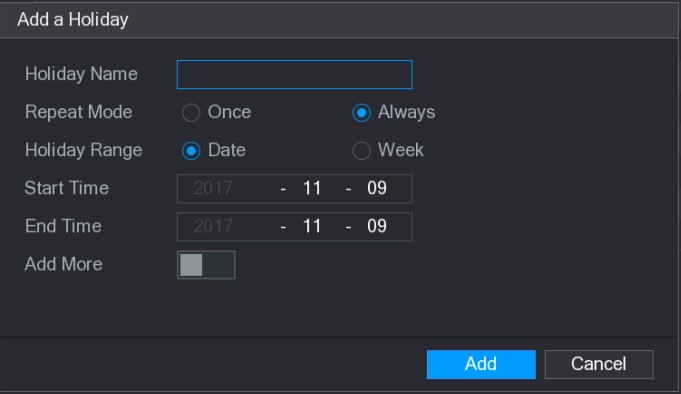 Add a Holiday
Holiday Name
Repeat Mode Once Always
Holiday Range Date Week
Start Time 2017 - 11 - 09
End Time 2017 - 11 - 09
Add More
Add Cancel